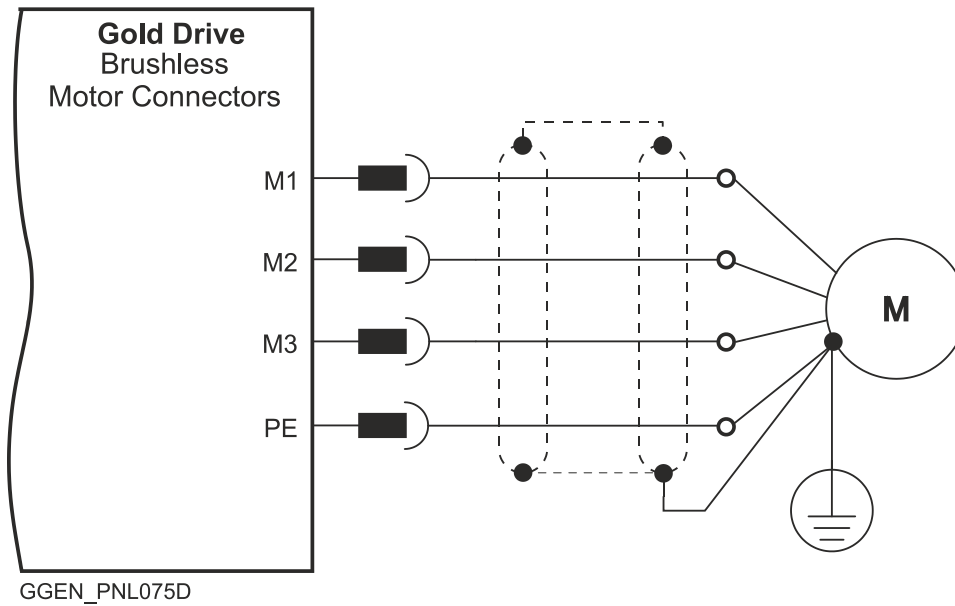 Gold Drive
Brushless
Motor Connectors
M1
M2
M3
PE
M
GGEN_PNL075D